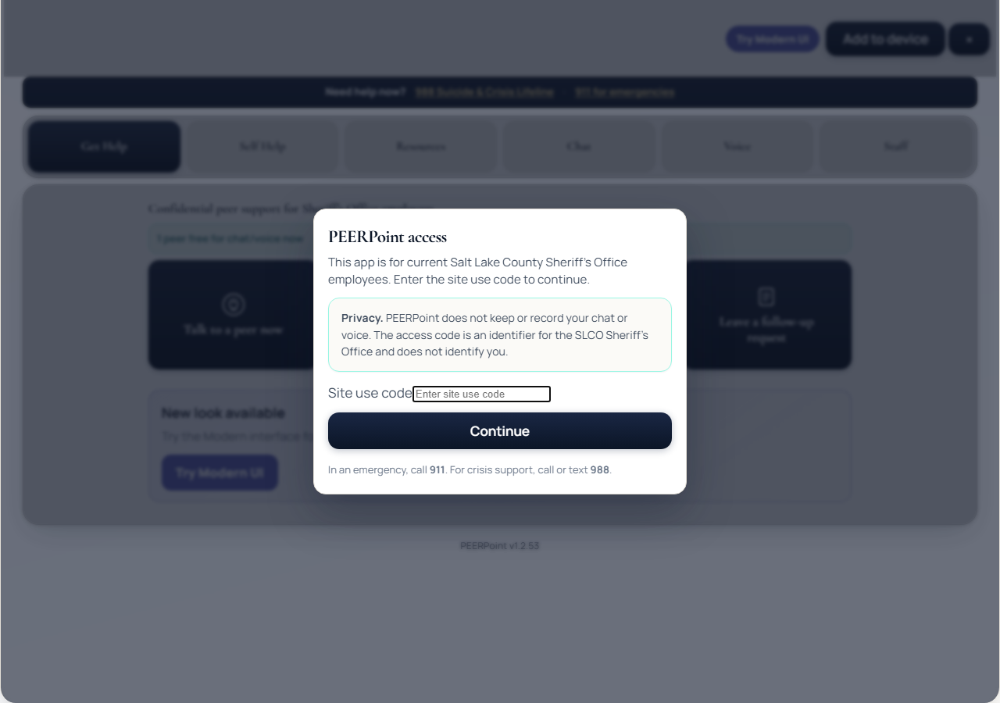 Try Modern UI
Add to device
×
Need help now? 988 Suicide & Crisis Lifeline · 911 for emergencies
Get Help
Self Help
Resources
Chat
Voice
Staff
Confidential peer support for Sheriff's Office employees
1 peer free for chat/voice now
Talk to a peer now
Leave a follow-up
request
PEERPoint access
This app is for current Salt Lake County Sheriff's Office
employees. Enter the site use code to continue.
Privacy. PEERPoint does not keep or record your chat or
voice. The access code is an identifier for the SLCO Sheriff's
Office and does not identify you.
Site use code Enter site use code
Continue
In an emergency, call 911. For crisis support, call or text 988.
New look available
Try the Modern interface
Try Modern UI
PEERPoint v1.2.53